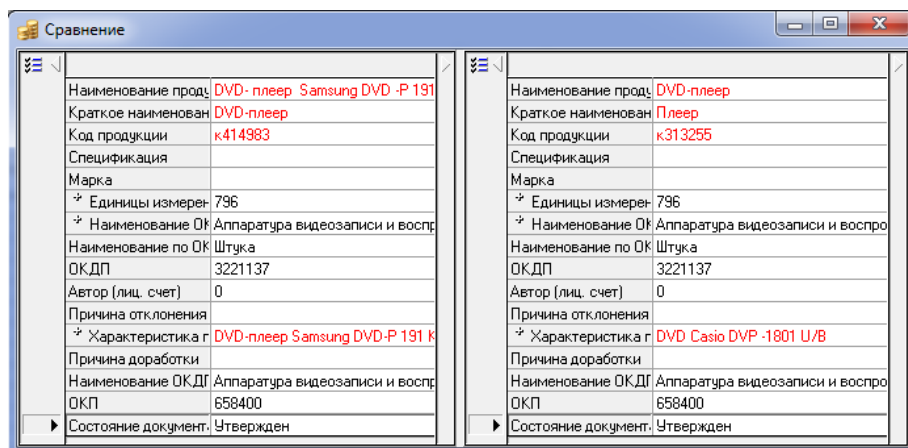 Сравнение
Наименование проду DVD- плеер Samsung DVD -P 191
Краткое наименован DVD-плеер
Код продукции к414983
Спецификация
Марка
Единицы измерен 796
Наименование ОК Аппаратура видеозаписи и воспр
Наименование по ОК Штука
ОКДП 3221137
Автор (лиц. счет) 0
Причина отклонения
Характеристика г DVD-плеер Samsung DVD-P 191 K
Причина доработки
Наименование ОКДГ Аппаратура видеозаписи и воспр
ОКП 658400
Состояние документ. Утвержден
Наименование проду DVD-плеер
Краткое наименован Плеер
Код продукции к313255
Спецификация
Марка
Единицы измерен 796
Наименование ОК Аппаратура видеозаписи и воспро
Наименование по ОК Штука
ОКДП 3221137
Автор (лиц. счет) 0
Причина отклонения
Характеристика г DVD Casio DVP -1801 U/B
Причина доработки
Наименование ОКДГ Аппаратура видеозаписи и воспро
ОКП 658400
Состояние документ. Утвержден